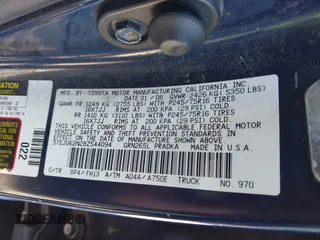 MFD. BY: TOYOTA MOTOR MANUFACTURING CALIFORNIA INC.
DATE: 01 / 08 GVWR 2426 KG ( 5350 LBS)
GAWR:FR.1249 KG (2755 LBS) WITH P245/75R16 TIRES
16X7JJ RIMS AT 200 KPA (29 PSI) COLD
RR.1410 KG (3110 LBS) WITH P245/75R16 TIRES
16X7JJ RIMS AT 200 KPA (29 PSI) COLD
THIS VEHICLE CONFORMS TO ALL APPLICABLE FEDERAL MOTOR
VEHICLE SAFETY AND THEFT PREVENTION STANDARDS IN
EFFECT ON THE DATE OF MANUFACTURE SHOWN ABOVE.
5TEJU62N28Z544094 GRN265L PRADKA MADE IN U.S.A.
C/TR 8P4/FH13 A/TM A04A/A750E TRUCK NO. 970
022